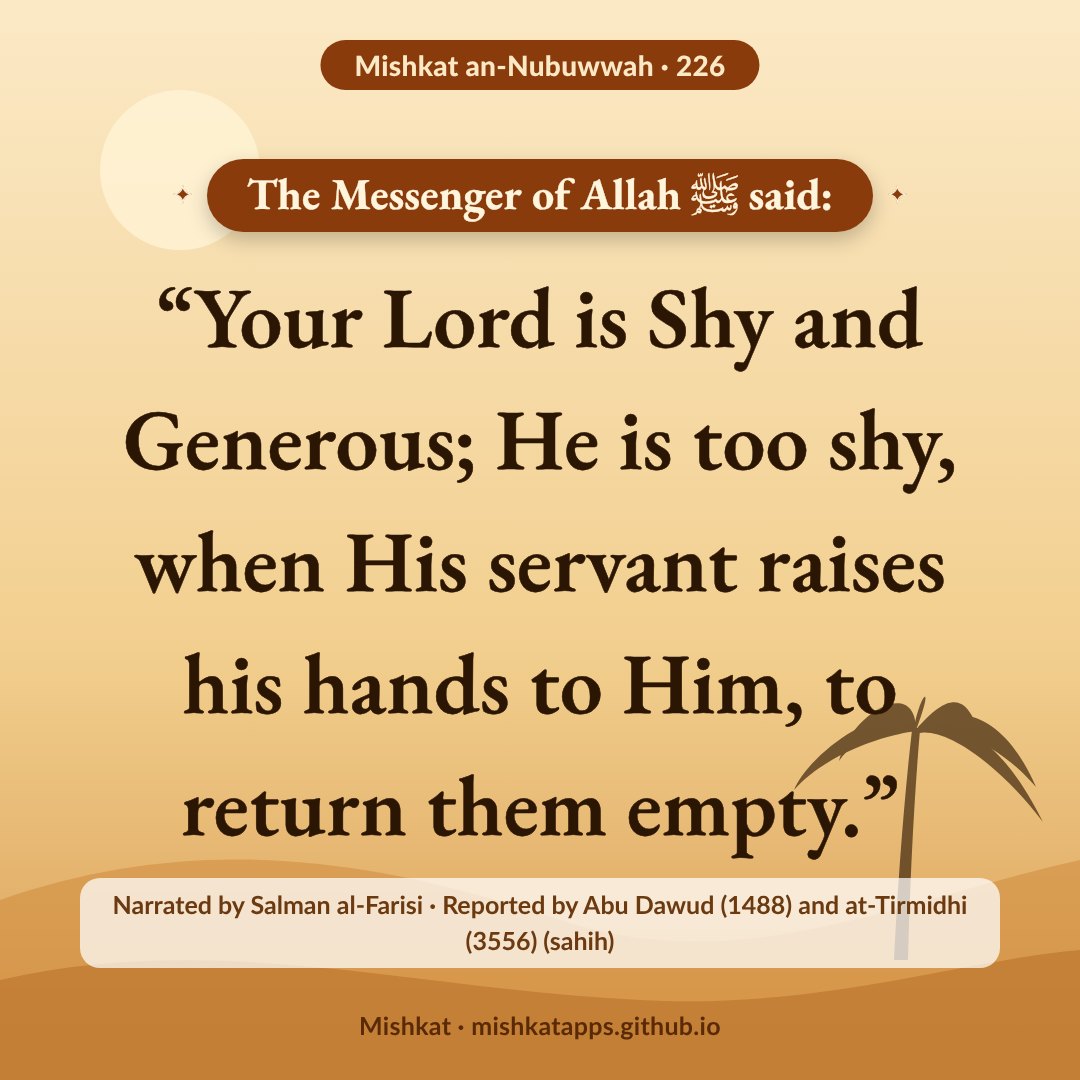 Mishkat an-Nubuwwah · 226
The Messenger of Allah ﷺ said:
“Your Lord is Shy and
Generous; He is too shy,
when His servant raises
his hands to Him, to
return them empty.”
Narrated by Salman al-Farisi · Reported by Abu Dawud (1488) and at-Tirmidhi
(3556) (sahih)
Mishkat · mishkatapps.github.io